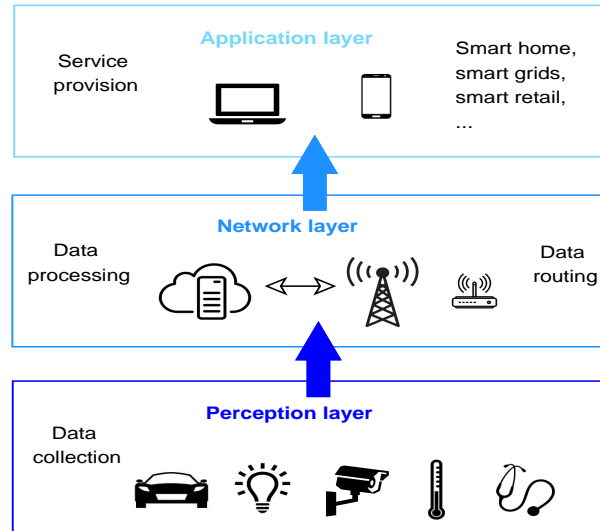 Application layer
Service
provision
Smart home,
smart grids,
smart retail,
...
Network layer
Data
processing
Data
routing
Perception layer
Data
collection